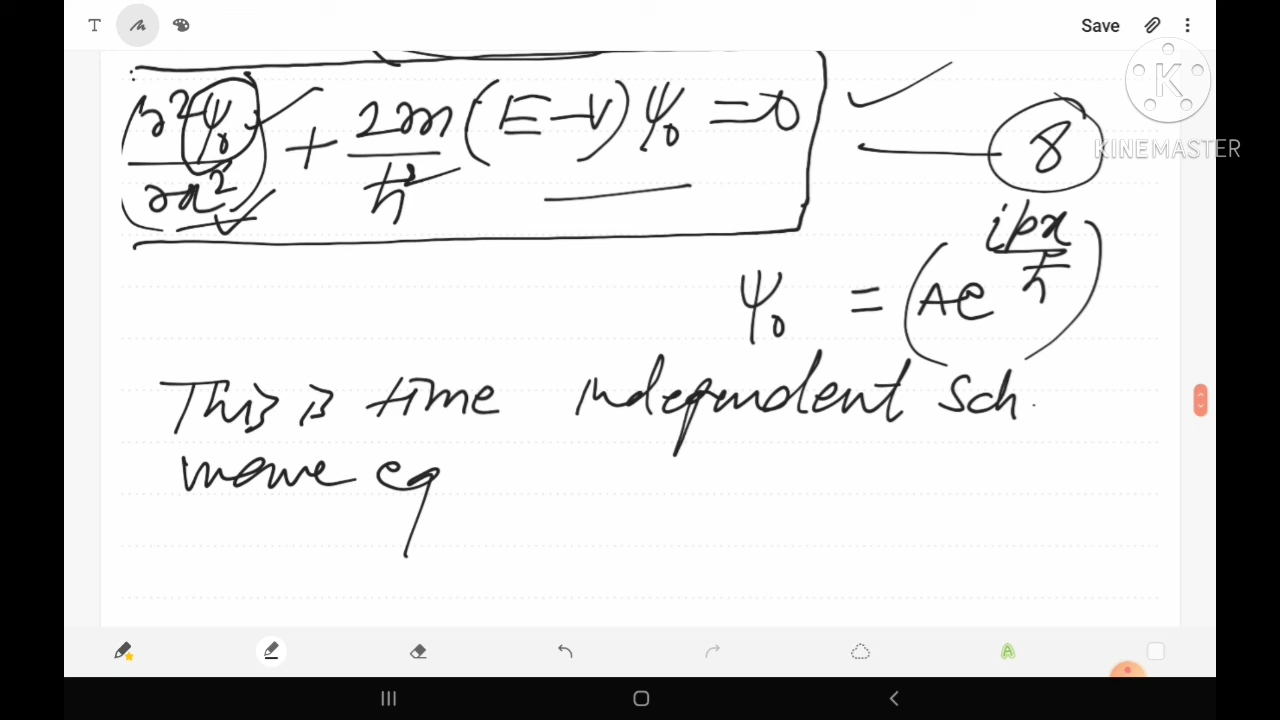 T Save
K
KINEMASTER
∂²ψ₀/∂x² + 2m/ħ² (E−V)ψ₀ = 0 — 8
ψ₀ = (Ae^{ipx/ħ})
This is time independent Sch.
wave eq
A